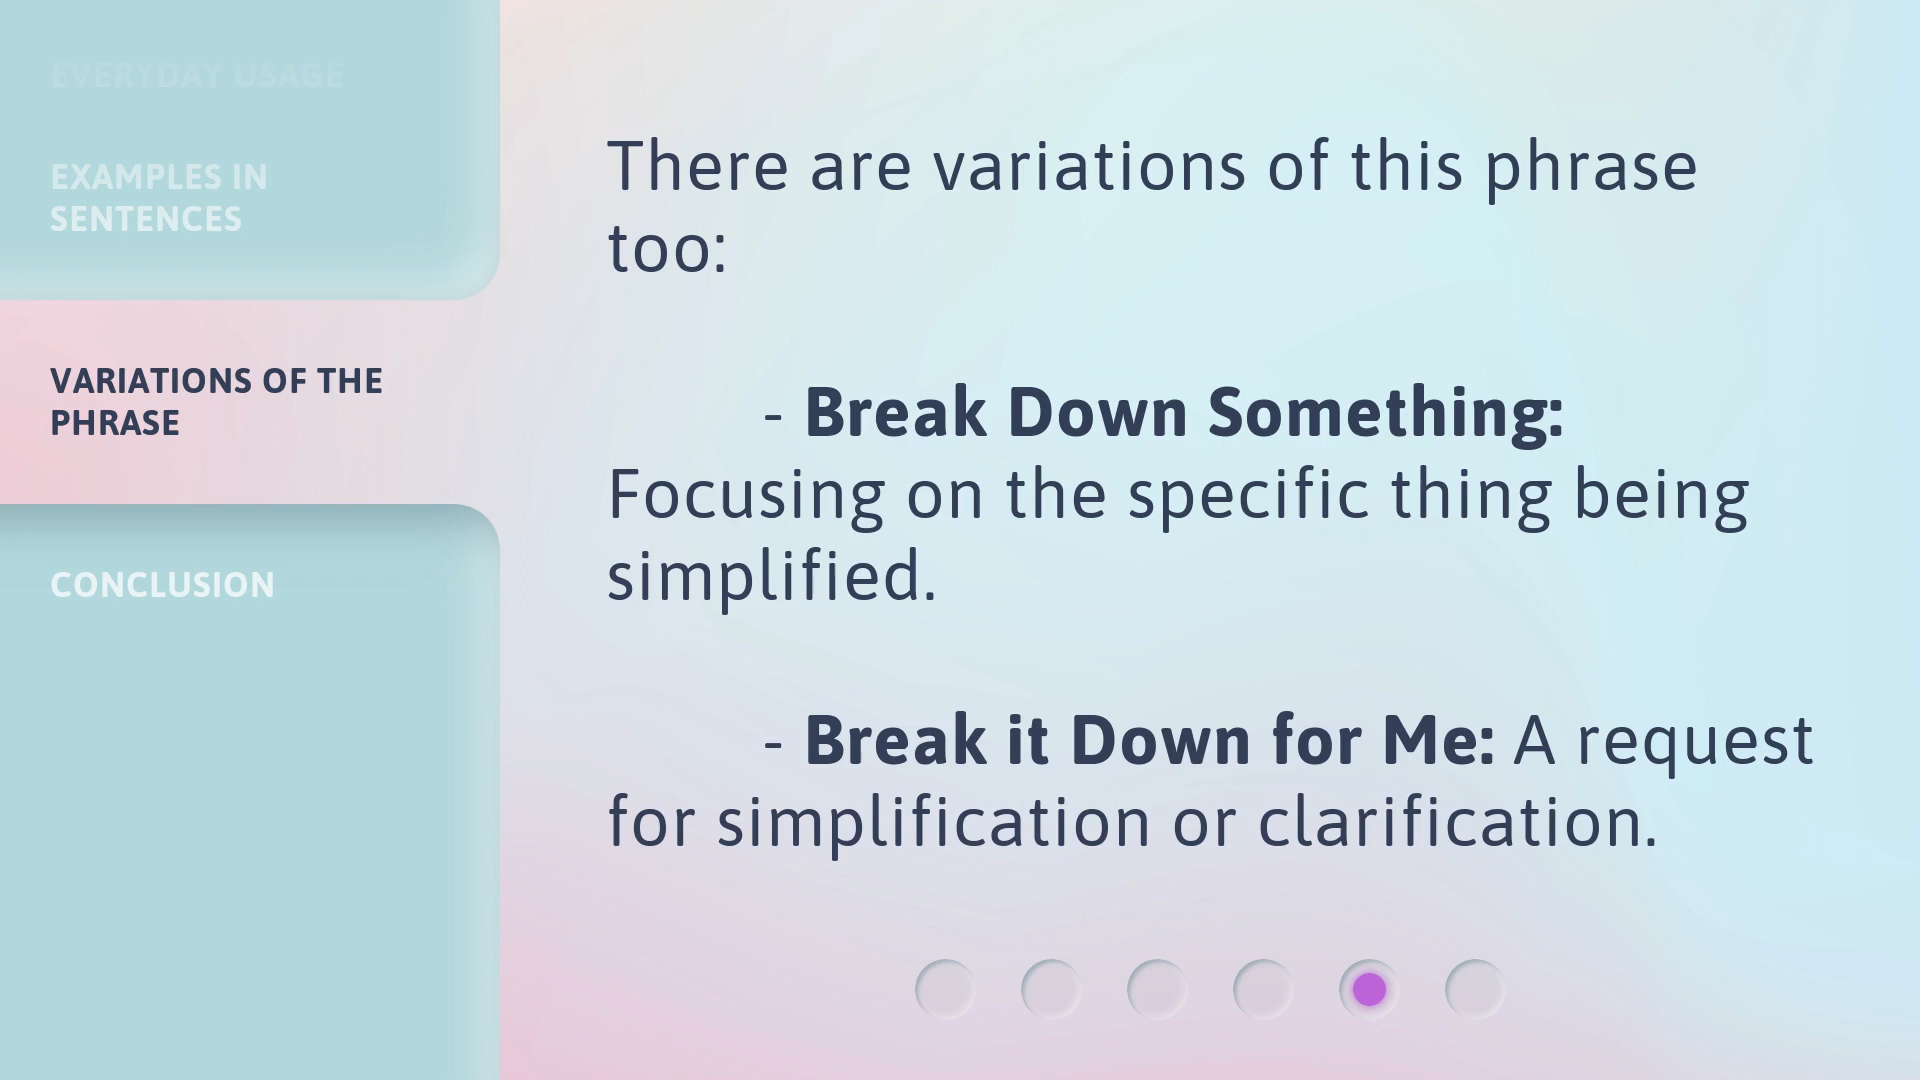 EVERYDAY USAGE
EXAMPLES IN
SENTENCES
VARIATIONS OF THE
PHRASE
CONCLUSION
There are variations of this phrase
too:
- Break Down Something:
Focusing on the specific thing being
simplified.
- Break it Down for Me: A request
for simplification or clarification.